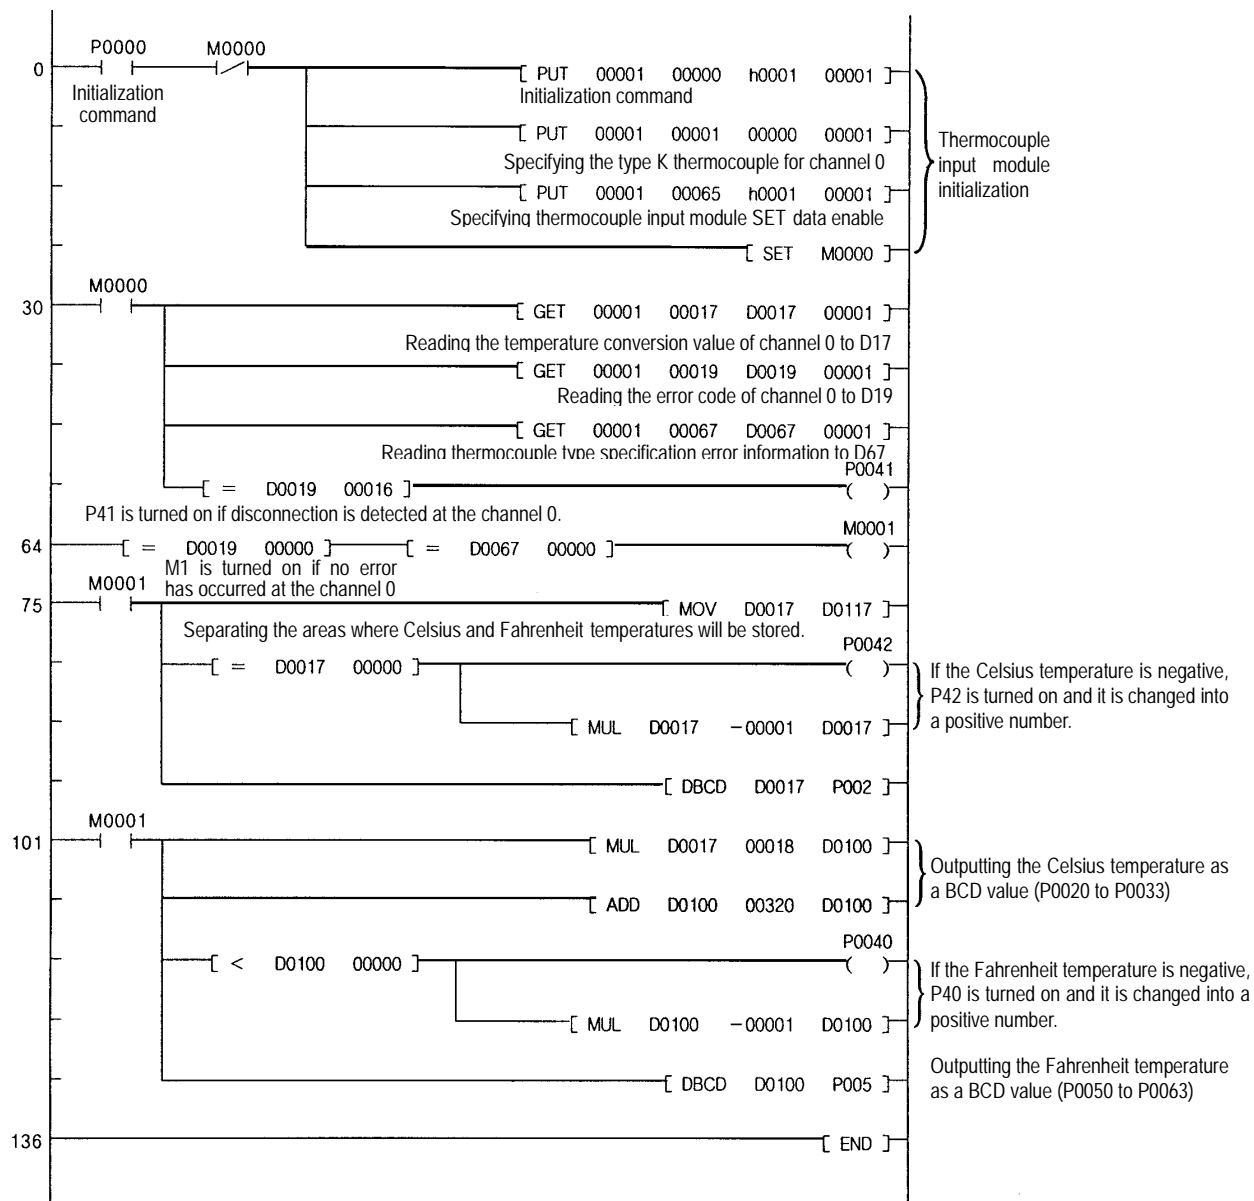 P0000 M0000
0 [ PUT 00001 00000 h0001 00001 ]
Initialization
command
Initialization command
[ PUT 00001 00001 00000 00001 ]
Specifying the type K thermocouple for channel 0
[ PUT 00001 00065 h0001 00001 ]
Specifying thermocouple input module SET data enable
[ SET M0000 ]
Thermocouple
input module
initialization
M0000
30 [ GET 00001 00017 D0017 00001 ]
Reading the temperature conversion value of channel 0 to D17
[ GET 00001 00019 D0019 00001 ]
Reading the error code of channel 0 to D19
[ GET 00001 00067 D0067 00001 ]
Reading thermocouple type specification error information to D67
P0041
[ = D0019 00016 ] ( )
P41 is turned on if disconnection is detected at the channel 0.
M0001
64 [ = D0019 00000 ] [ = D0067 00000 ] ( )
M1 is turned on if no error
has occurred at the channel 0
M0001
75 [ MOV D0017 D0117 ]
Separating the areas where Celsius and Fahrenheit temperatures will be stored.
P0042
[ = D0017 00000 ] ( )
[ MUL D0017 −00001 D0017 ]
If the Celsius temperature is negative,
P42 is turned on and it is changed into
a positive number.
[ DBCD D0017 P002 ]
M0001
101 [ MUL D0017 00018 D0100 ]
[ ADD D0100 00320 D0100 ]
Outputting the Celsius temperature as
a BCD value (P0020 to P0033)
P0040
[ < D0100 00000 ] ( )
[ MUL D0100 −00001 D0100 ]
If the Fahrenheit temperature is negative,
P40 is turned on and it is changed into a
positive number.
[ DBCD D0100 P005 ]
Outputting the Fahrenheit temperature
as a BCD value (P0050 to P0063)
136 [ END ]